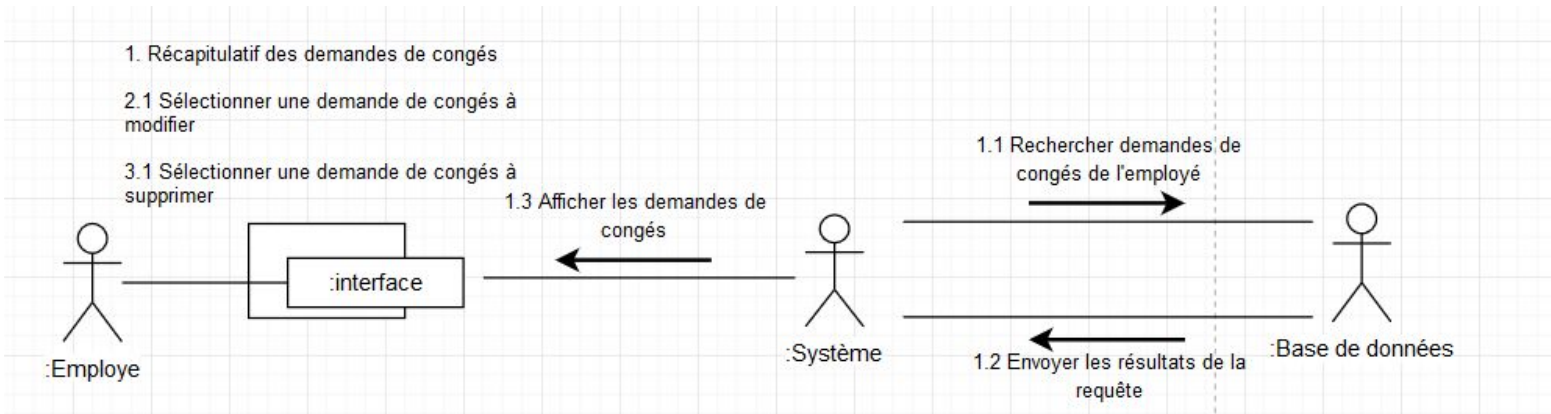 1. Récapitulatif des demandes de congés
2.1 Sélectionner une demande de congés à
modifier
3.1 Sélectionner une demande de congés à
supprimer
1.3 Afficher les demandes de
congés
1.1 Rechercher demandes de
congés de l'employé
:interface
:Employe
:Système
1.2 Envoyer les résultats de la
requête
:Base de données